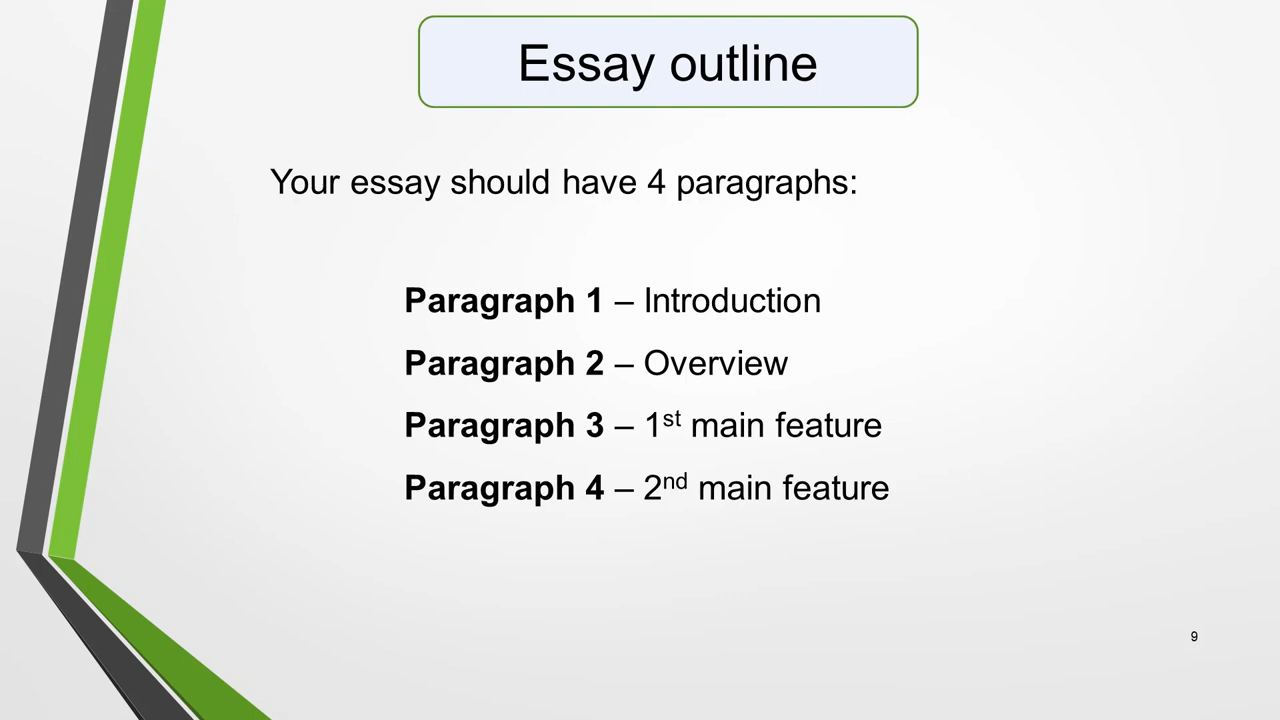 Essay outline
Your essay should have 4 paragraphs:
Paragraph 1 – Introduction
Paragraph 2 – Overview
Paragraph 3 – 1st main feature
Paragraph 4 – 2nd main feature
9